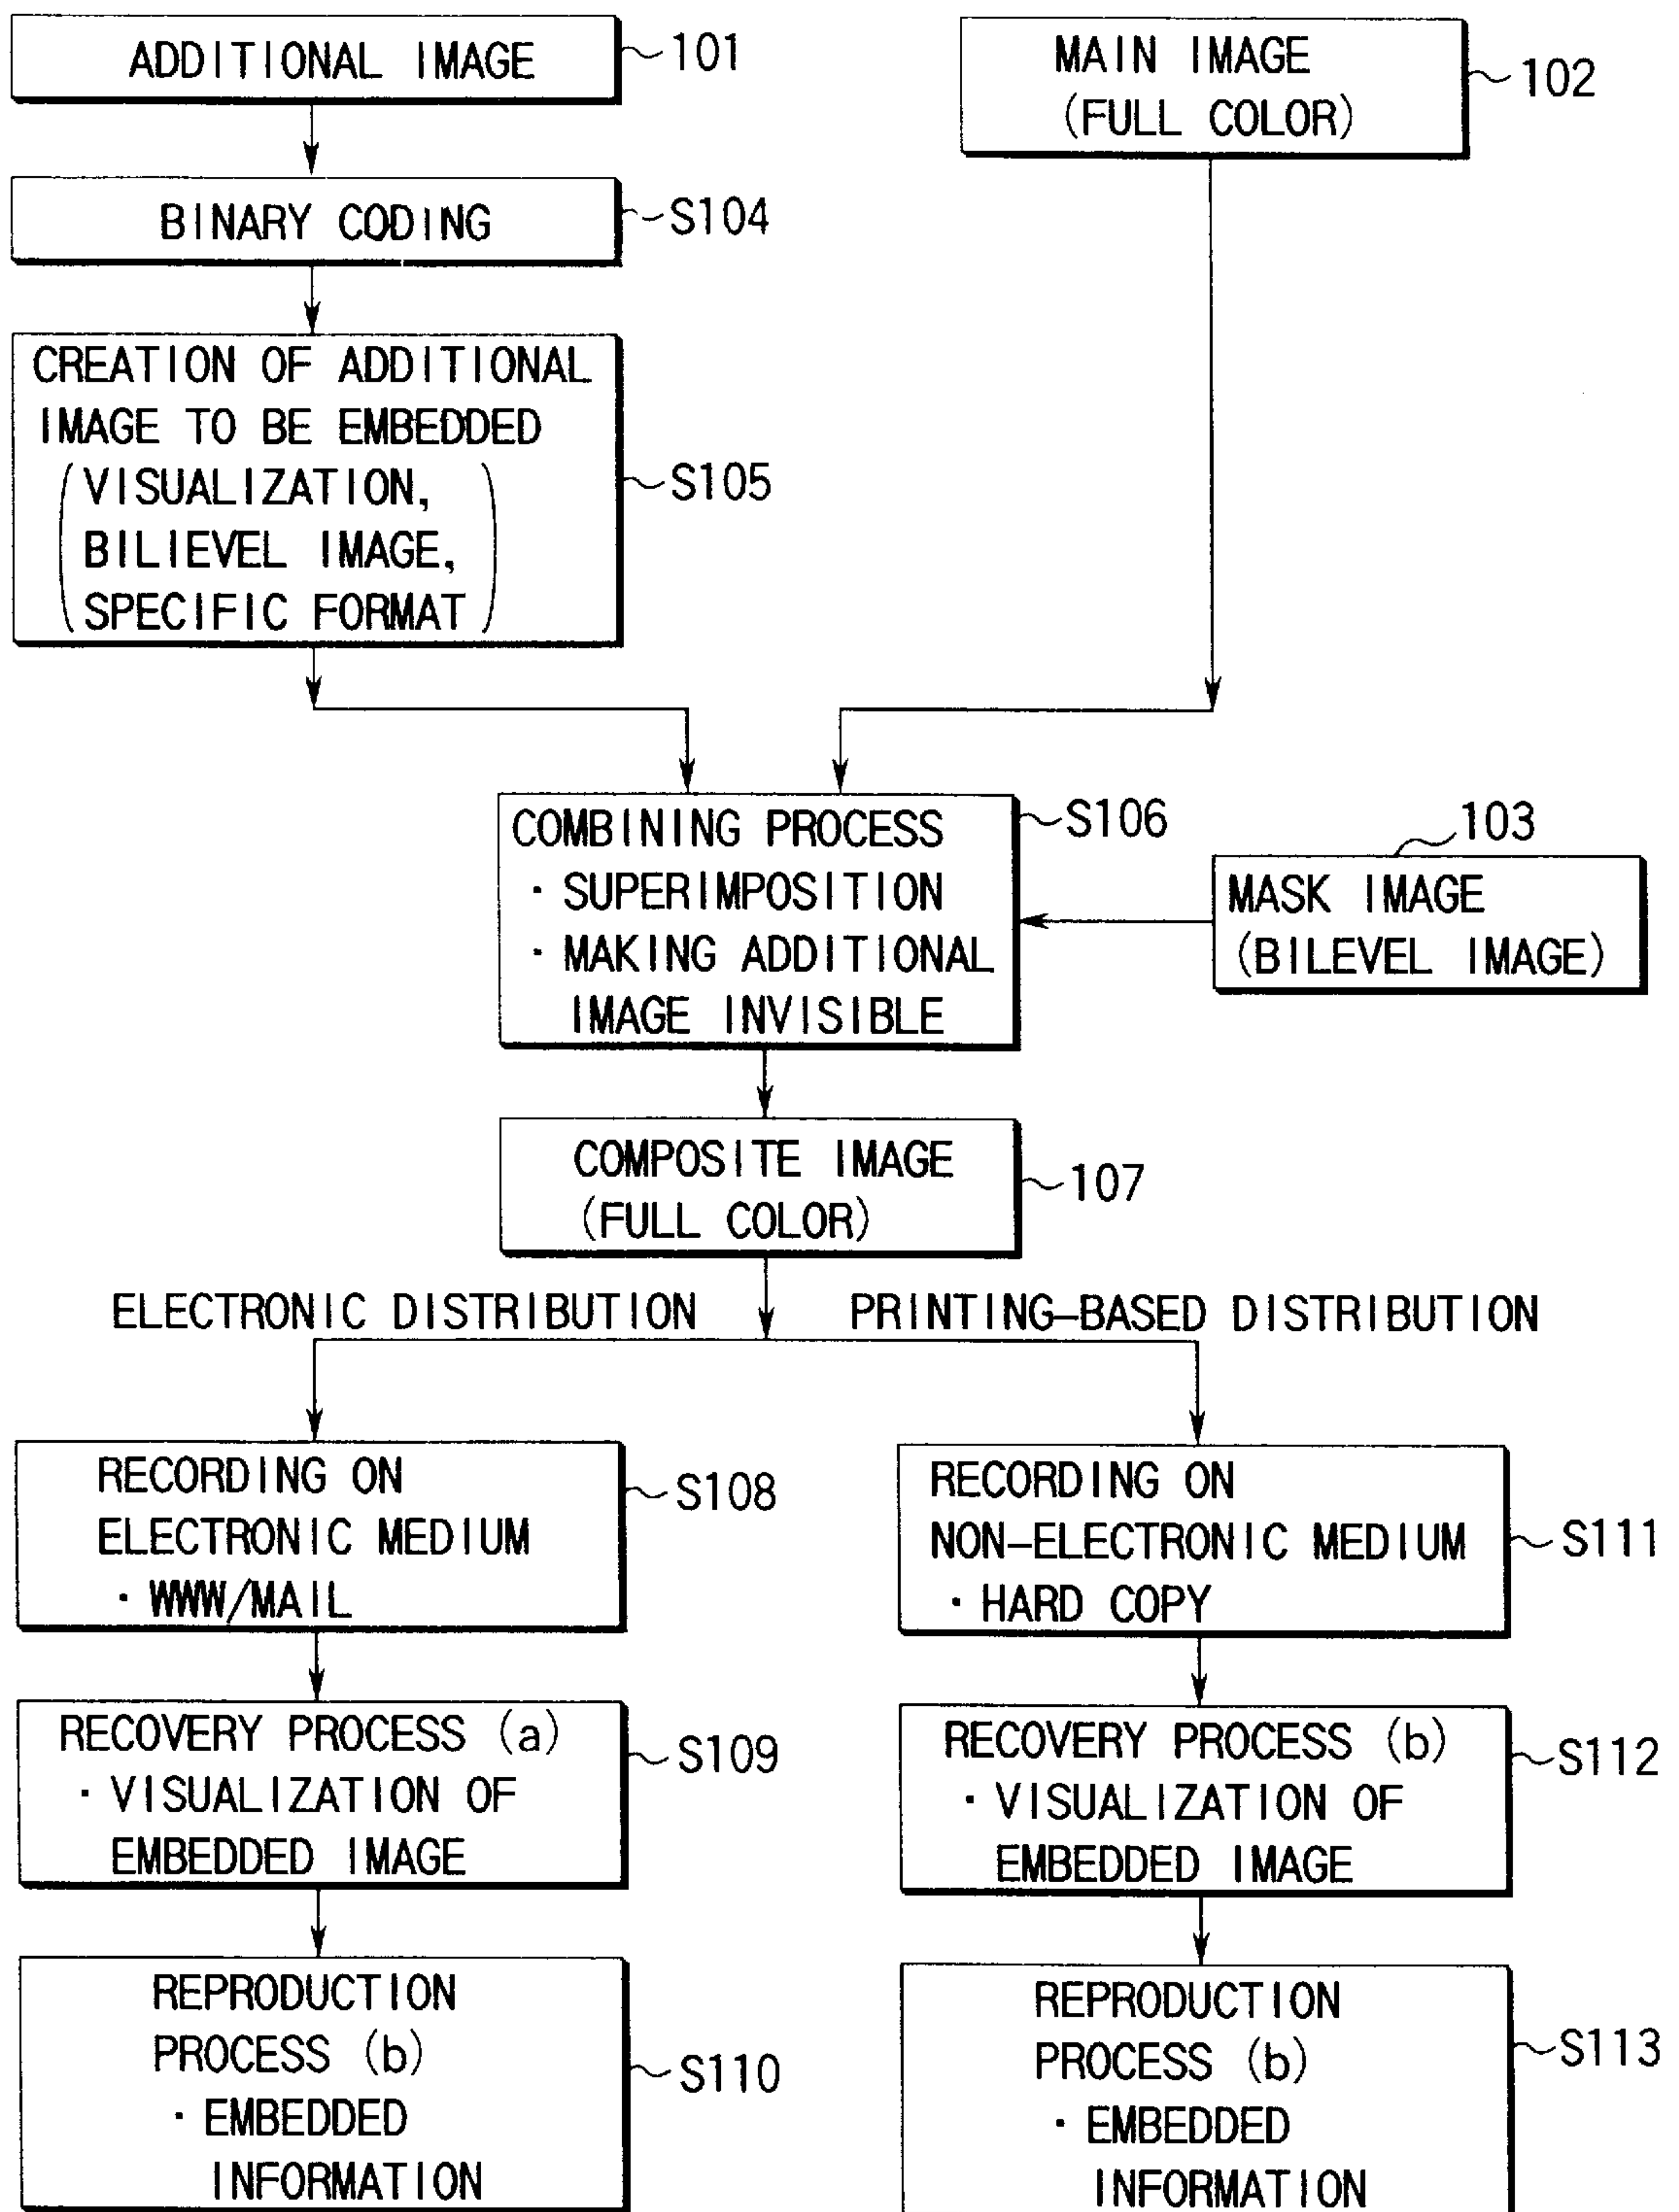 ADDITIONAL IMAGE
101
MAIN IMAGE
(FULL COLOR)
102
BINARY CODING
S104
CREATION OF ADDITIONAL
IMAGE TO BE EMBEDDED
(VISUALIZATION,
BILIEVEL IMAGE,
SPECIFIC FORMAT)
S105
COMBINING PROCESS
· SUPERIMPOSITION
· MAKING ADDITIONAL
IMAGE INVISIBLE
S106
103
MASK IMAGE
(BILEVEL IMAGE)
COMPOSITE IMAGE
(FULL COLOR)
107
ELECTRONIC DISTRIBUTION
PRINTING-BASED DISTRIBUTION
RECORDING ON
ELECTRONIC MEDIUM
· WWW/MAIL
S108
RECORDING ON
NON-ELECTRONIC MEDIUM
· HARD COPY
S111
RECOVERY PROCESS (a)
· VISUALIZATION OF
EMBEDDED IMAGE
S109
RECOVERY PROCESS (b)
· VISUALIZATION OF
EMBEDDED IMAGE
S112
REPRODUCTION
PROCESS (b)
· EMBEDDED
INFORMATION
S110
REPRODUCTION
PROCESS (b)
· EMBEDDED
INFORMATION
S113